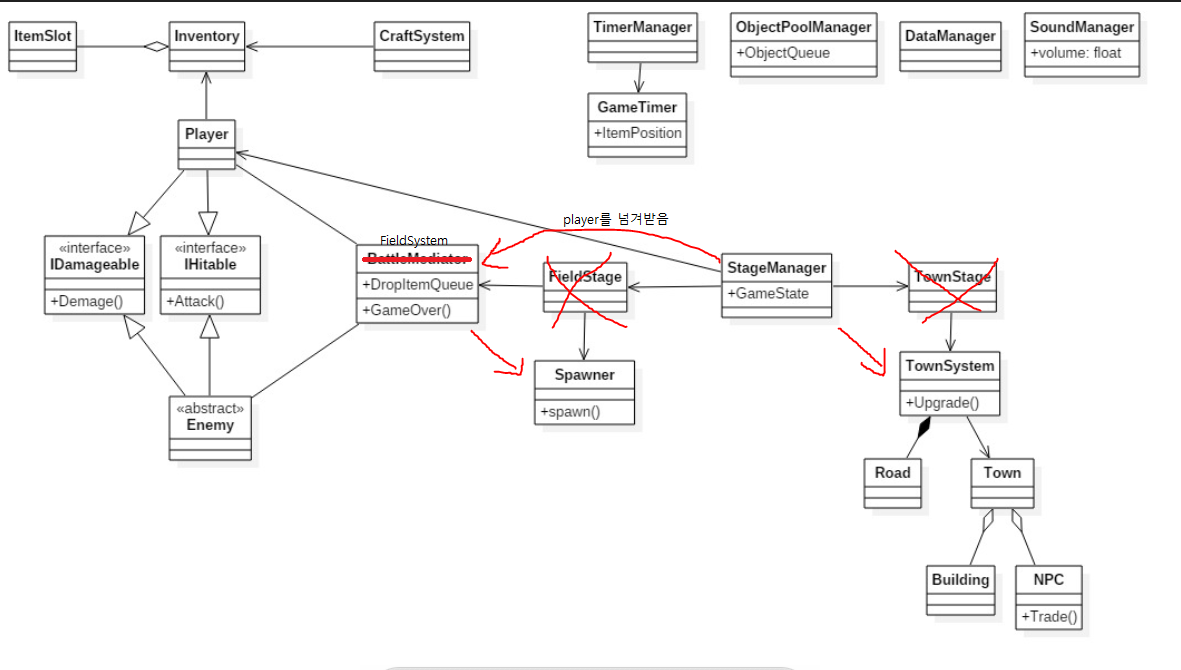 ItemSlot
Inventory
CraftSystem
TimerManager
ObjectPoolManager
+ObjectQueue
DataManager
SoundManager
+volume: float
GameTimer
+ItemPosition
Player
player를 넘겨받음
«interface»
IDamageable
+Demage()
«interface»
IHitable
+Attack()
FieldSystem
BattleMediator
+DropItemQueue
+GameOver()
FieldStage
StageManager
+GameState
TownStage
Spawner
+spawn()
TownSystem
+Upgrade()
«abstract»
Enemy
Road
Town
Building
NPC
+Trade()